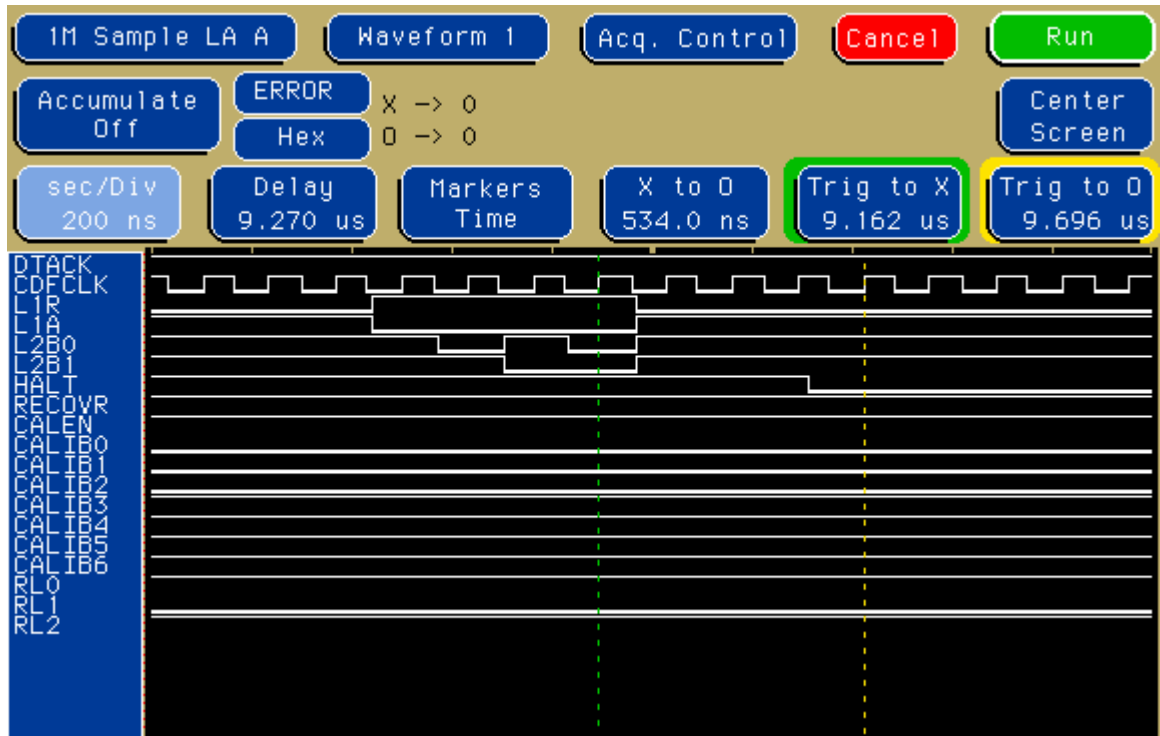 1M Sample LA A
Waveform 1
Acq. Control
Cancel
Run
Accumulate
Off
ERROR
X -> 0
Hex
O -> 0
Center
Screen
sec/Div
200 ns
Delay
9.270 us
Markers
Time
X to O
534.0 ns
Trig to X
9.162 us
Trig to O
9.696 us
DTACK
CDFCLK
L1R
L1A
L2B0
L2B1
HALT
RECOVR
CALEN
CALIB0
CALIB1
CALIB2
CALIB3
CALIB4
CALIB5
CALIB6
RL0
RL1
RL2